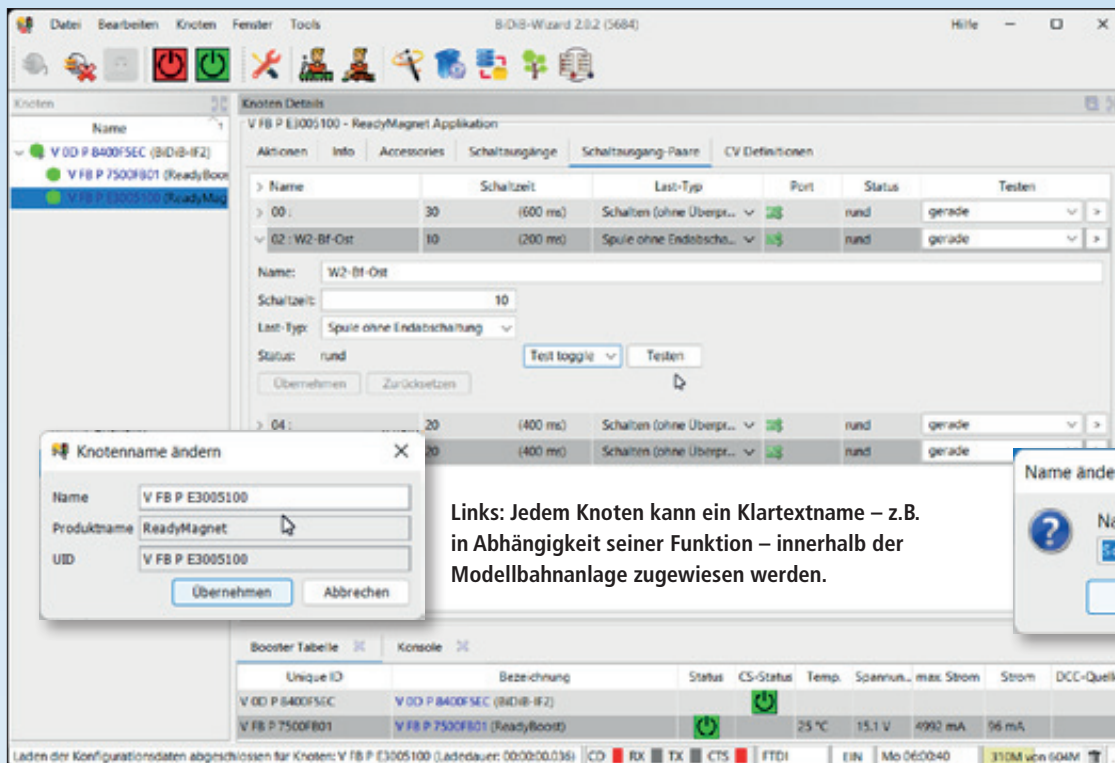 Datei Bearbeiten Knoten Fenster Tools BiDiB-Wizard 2.0.2 (5684) Hilfe
Knoten
Name
V 0D P 8400F5EC (BiDiB-IF2)
V FB P 7500FB01 (ReadyBoos
V FB P E3005100 (ReadyMag
Knoten Details
V FB P E3005100 - ReadyMagnet Applikation
Aktionen Info Accessories Schaltausgänge Schaltausgang-Paare CV Definitionen
Name Schaltzeit Last-Typ Port Status Testen
00 : 30 (600 ms) Schalten (ohne Überpr... rund gerade
02 : W2-Bf-Ost 10 (200 ms) Spule ohne Endabscha... rund gerade
Name: W2-Bf-Ost
Schaltzeit: 10
Last-Typ: Spule ohne Endabschaltung
Status: rund Test toggle Testen
Übernehmen Zurücksetzen
04 : 20 (400 ms) Schalten (ohne Überpr... rund gerade
20 (400 ms) Schalten (ohne Überpr... rund gerade
Knotenname ändern
Name V FB P E3005100
Produktname ReadyMagnet
UID V FB P E3005100
Übernehmen Abbrechen
Links: Jedem Knoten kann ein Klartextname – z.B.
in Abhängigkeit seiner Funktion – innerhalb der
Modellbahnanlage zugewiesen werden.
Name ände
Na
Booster Tabelle Konsole
Unique ID Bezeichnung Status CS-Status Temp. Spannun... max. Strom Strom DCC-Quell
V 0D P 8400F5EC V 0D P 8400F5EC (BiDiB-IF2)
V FB P 7500FB01 V FB P 7500FB01 (ReadyBoost) 25 °C 15.1 V 4992 mA 96 mA
Laden der Konfigurationsdaten abgeschlossen für Knoten: V FB P E3005100 (Ladedauer: 00:00:00.036) CD RX TX CTS FTDI EIN Mo 06:00:40 310M von 604M